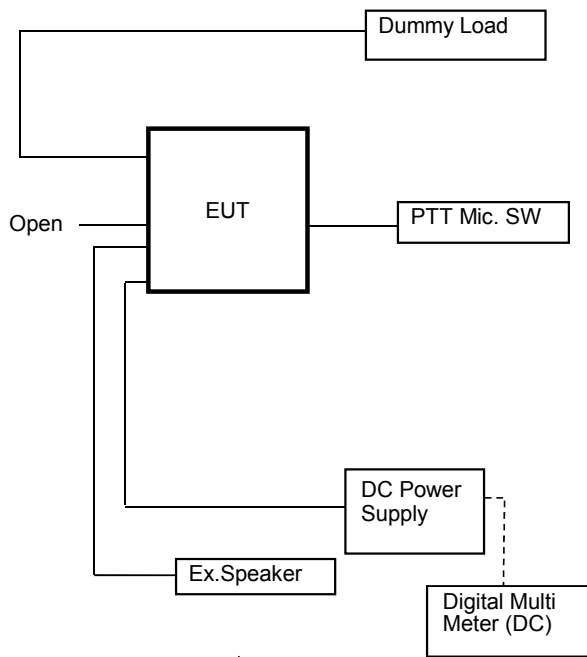 Dummy Load
EUT
Open
PTT Mic. SW
DC Power
Supply
Ex.Speaker
Digital Multi
Meter (DC)